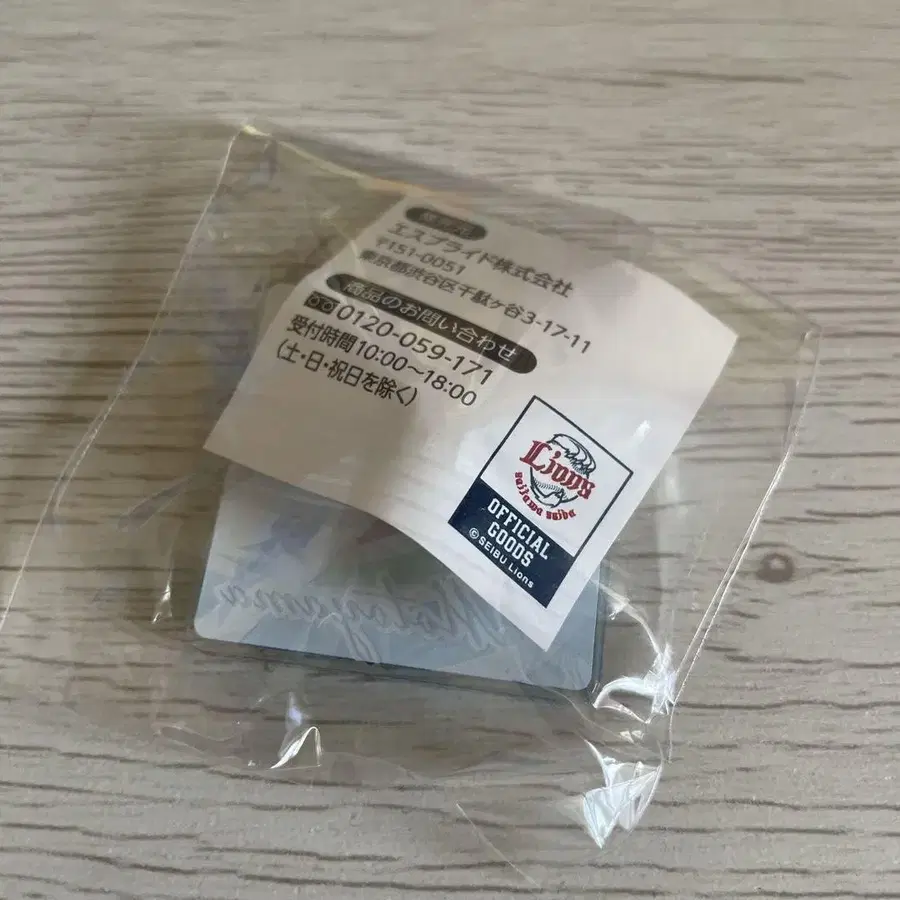 エスプライド株式会社
〒151-0051
東京都渋谷区千駄ヶ谷3-17-11
商品のお問い合わせ
0120-059-171
受付時間10:00〜18:00
(土・日・祝日を除く)
Lions
saitama seibu
OFFICIAL
GOODS
©SEIBU Lions
Motoyama